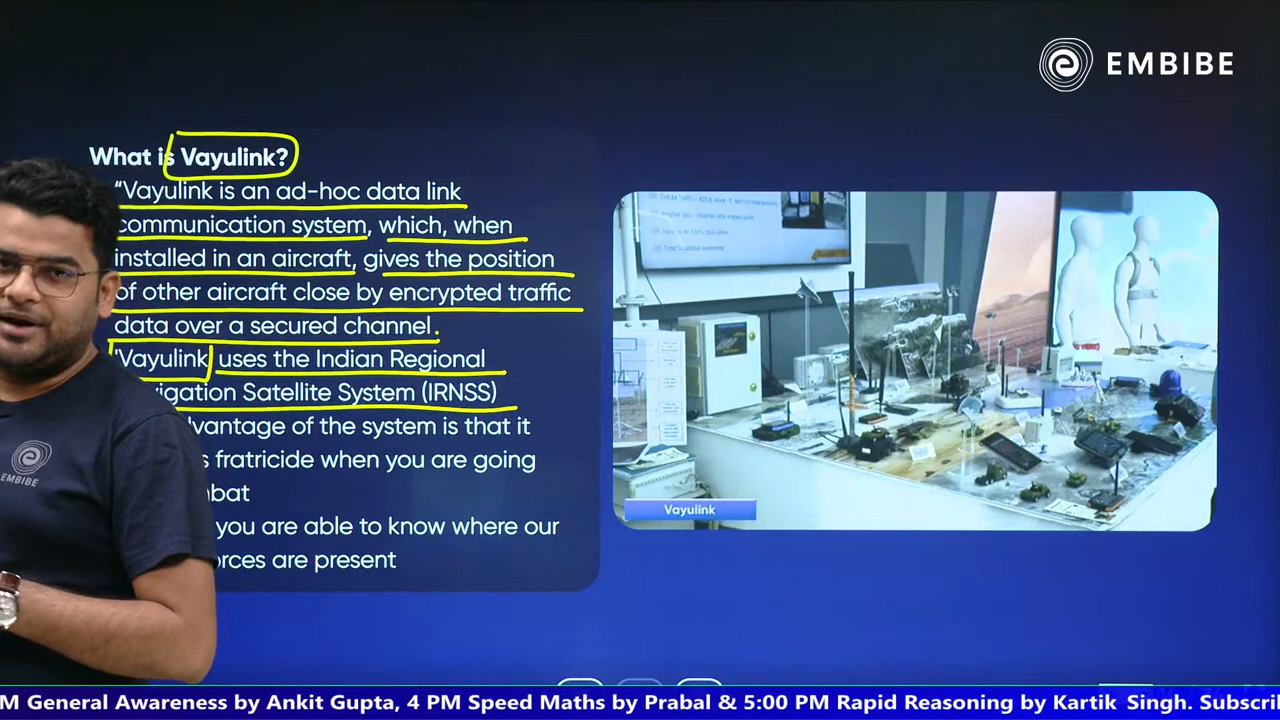 EMBIBE
What is Vayulink?
“Vayulink is an ad-hoc data link
communication system, which, when
installed in an aircraft, gives the position
of other aircraft close by encrypted traffic
data over a secured channel.
'Vayulink uses the Indian Regional
Satellite System (IRNSS)
of the system is that it
fratricide when you are going
you are able to know where our
are present
Vayulink
EMBIBE
M General Awareness by Ankit Gupta, 4 PM Speed Maths by Prabal & 5:00 PM Rapid Reasoning by Kartik Singh. Subscri